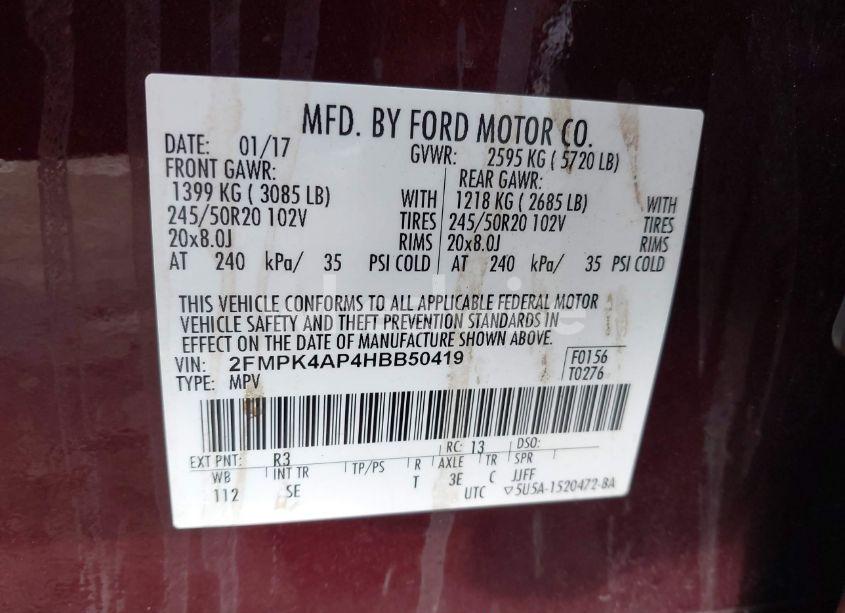 MFD. BY FORD MOTOR CO.
DATE: 01/17 GVWR: 2595 KG ( 5720 LB)
FRONT GAWR: REAR GAWR:
1399 KG ( 3085 LB) WITH 1218 KG ( 2685 LB) WITH
245/50R20 102V TIRES 245/50R20 102V TIRES
20x8.0J RIMS 20x8.0J RIMS
AT 240 kPa/ 35 PSI COLD AT 240 kPa/ 35 PSI COLD
THIS VEHICLE CONFORMS TO ALL APPLICABLE FEDERAL MOTOR
VEHICLE SAFETY AND THEFT PREVENTION STANDARDS IN
EFFECT ON THE DATE OF MANUFACTURE SHOWN ABOVE.
VIN: 2FMPK4AP4HBB50419 F0156
TYPE: MPV T0276
EXT PNT: R3 RC: 13 DSO:
WB INT TR TP/PS R AXLE TR SPR
112 SE T 3E C JJFF
UTC ▽5U5A-1520472-BA